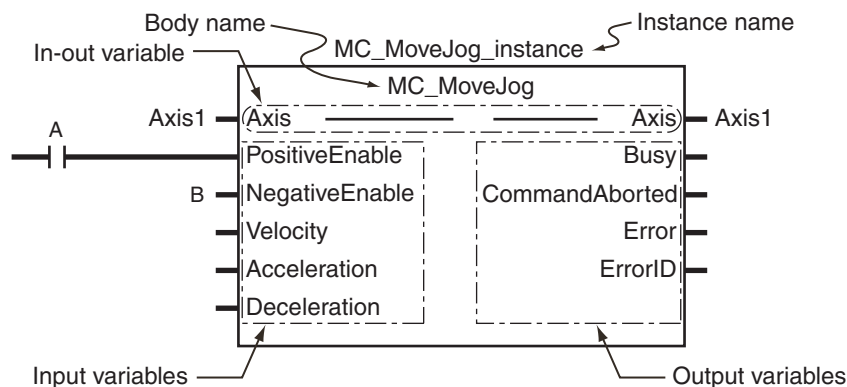 Body name
Instance name
In-out variable
MC_MoveJog_instance
MC_MoveJog
Axis1
Axis
Axis
Axis1
A
PositiveEnable
Busy
B
NegativeEnable
CommandAborted
Velocity
Error
Acceleration
ErrorID
Deceleration
Input variables
Output variables